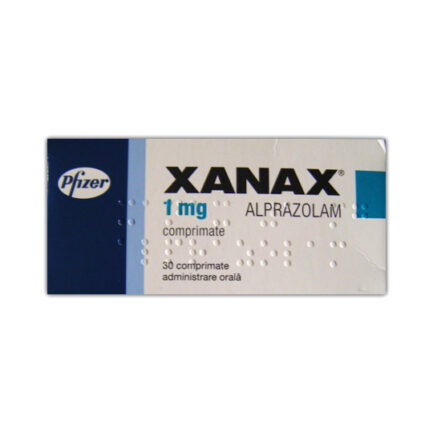 Pfizer
XANAX®
1 mg ALPRAZOLAM
comprimate
30 comprimate
administrare orală